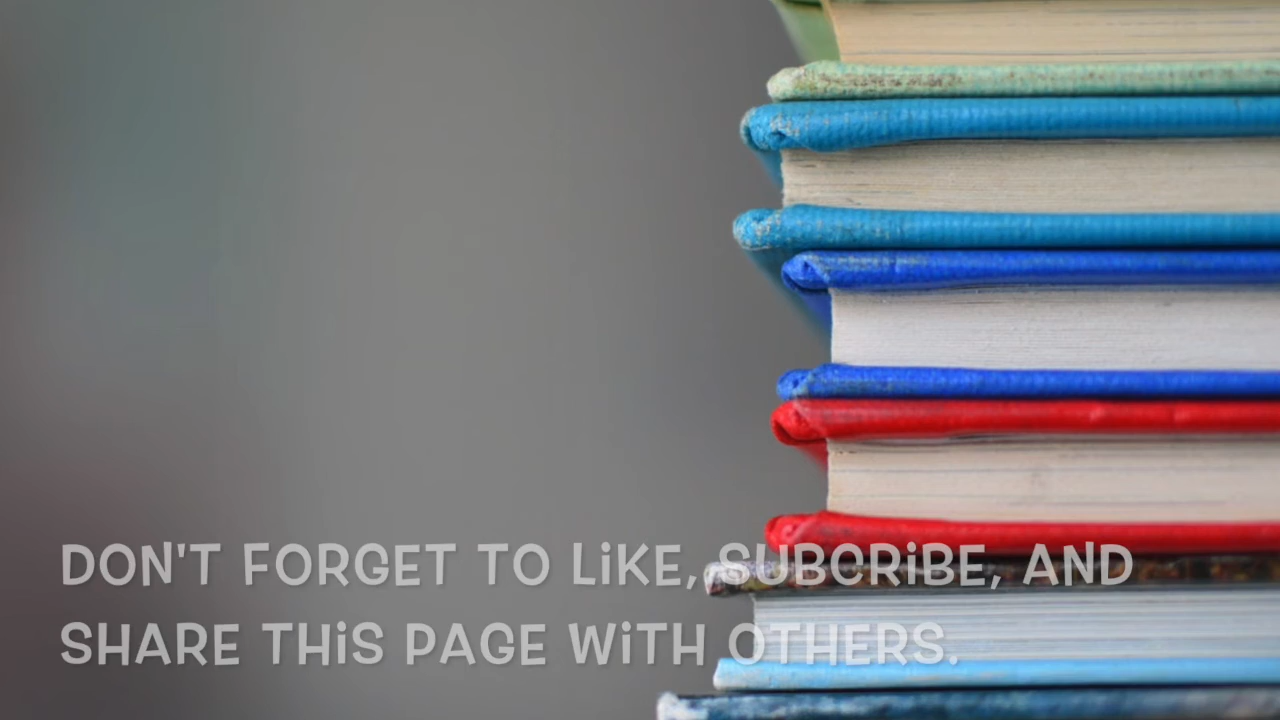 DON'T FORGET TO LiKE, SUBCRiBE, AND
SHARE THiS PAGE WiTH OTHERS.